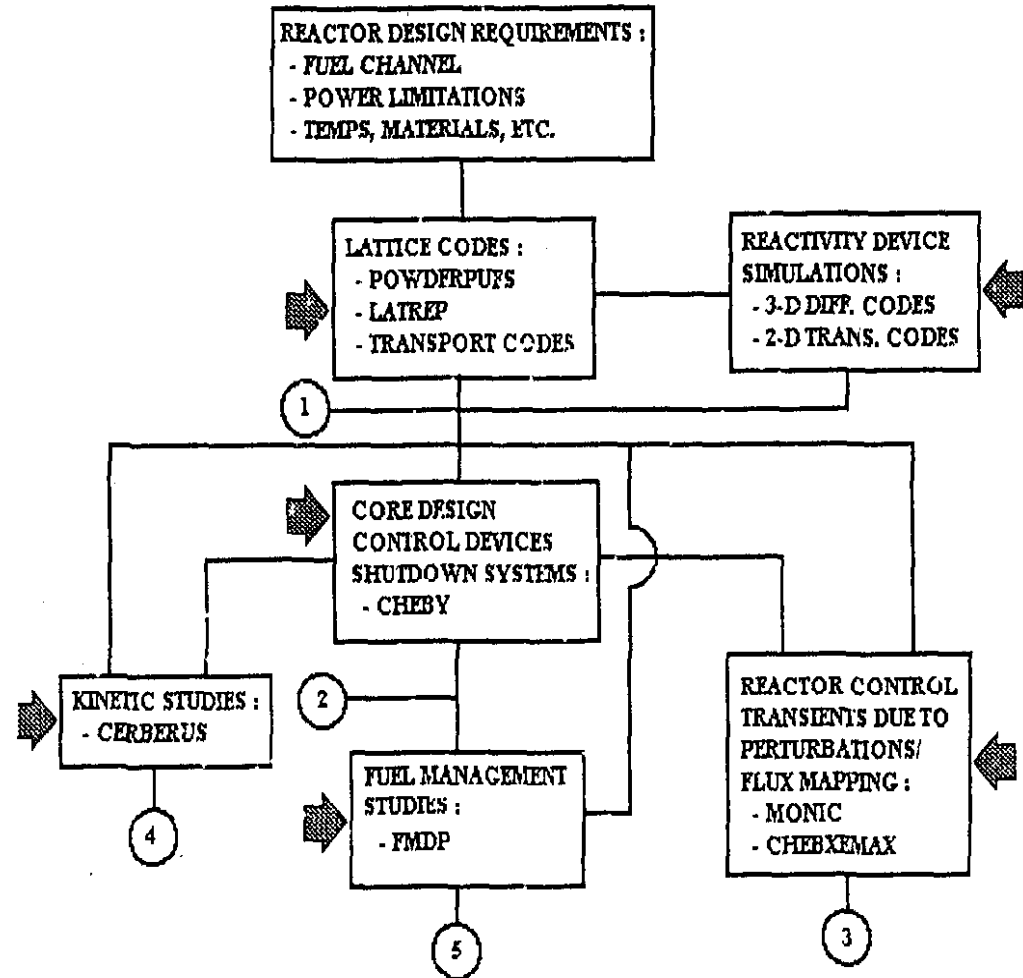 REACTOR DESIGN REQUIREMENTS :
- FUEL CHANNEL
- POWER LIMITATIONS
- TEMPS, MATERIALS, ETC.
LATTICE CODES :
- POWDERPUFS
- LATREP
- TRANSPORT CODES
REACTIVITY DEVICE
SIMULATIONS :
- 3-D DIFF. CODES
- 2-D TRANS. CODES
1
CORE DESIGN
CONTROL DEVICES
SHUTDOWN SYSTEMS :
- CHEBY
KINETIC STUDIES :
- CERBERUS
2
FUEL MANAGEMENT
STUDIES :
- FMDP
REACTOR CONTROL
TRANSIENTS DUE TO
PERTURBATIONS/
FLUX MAPPING :
- MONIC
- CHEBXEMAX
4
5
3